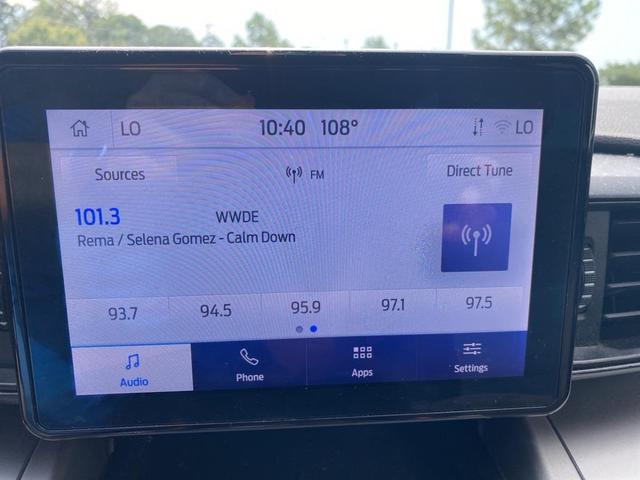 LO 10:40 108° LO
Sources FM Direct Tune
101.3 WWDE
Rema / Selena Gomez - Calm Down
93.7 94.5 95.9 97.1 97.5
Audio Phone Apps Settings